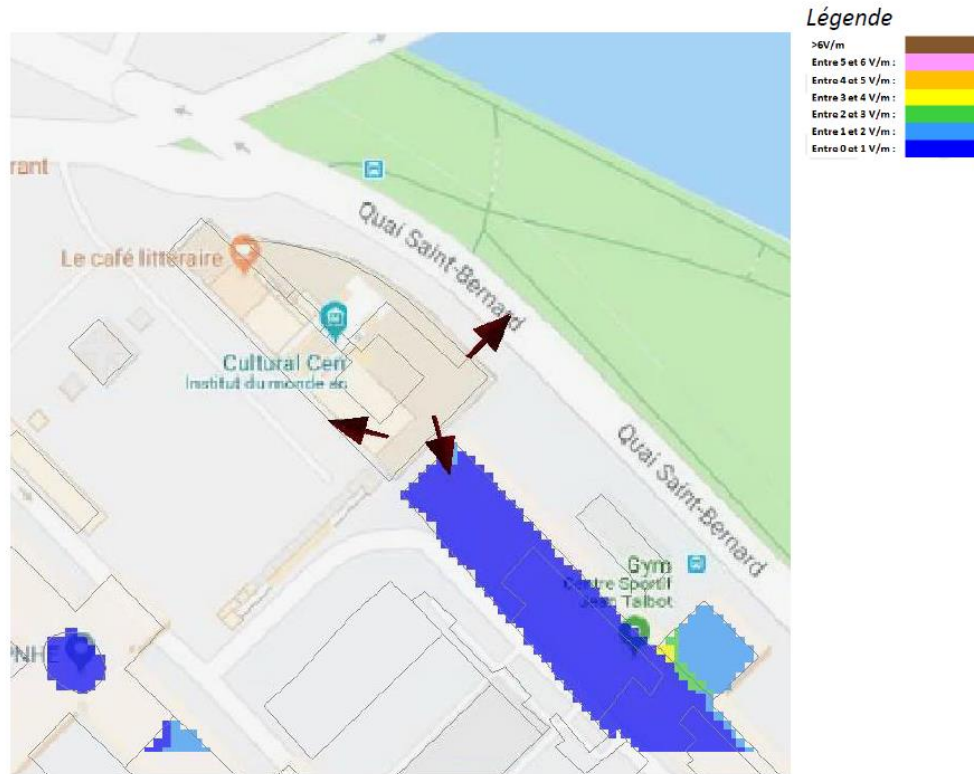 Légende
>6V/m
Entre 5 et 6 V/m :
Entre 4 et 5 V/m :
Entre 3 et 4 V/m :
Entre 2 et 3 V/m :
Entre 1 et 2 V/m :
Entre 0 et 1 V/m :
rant
Quai Saint-Bernard
Le café littéraire
Cultural Cen
Institut du monde ar
Quai Saint-Bernard
Gym
Centre Sportif
Jean Talbot
PNHE